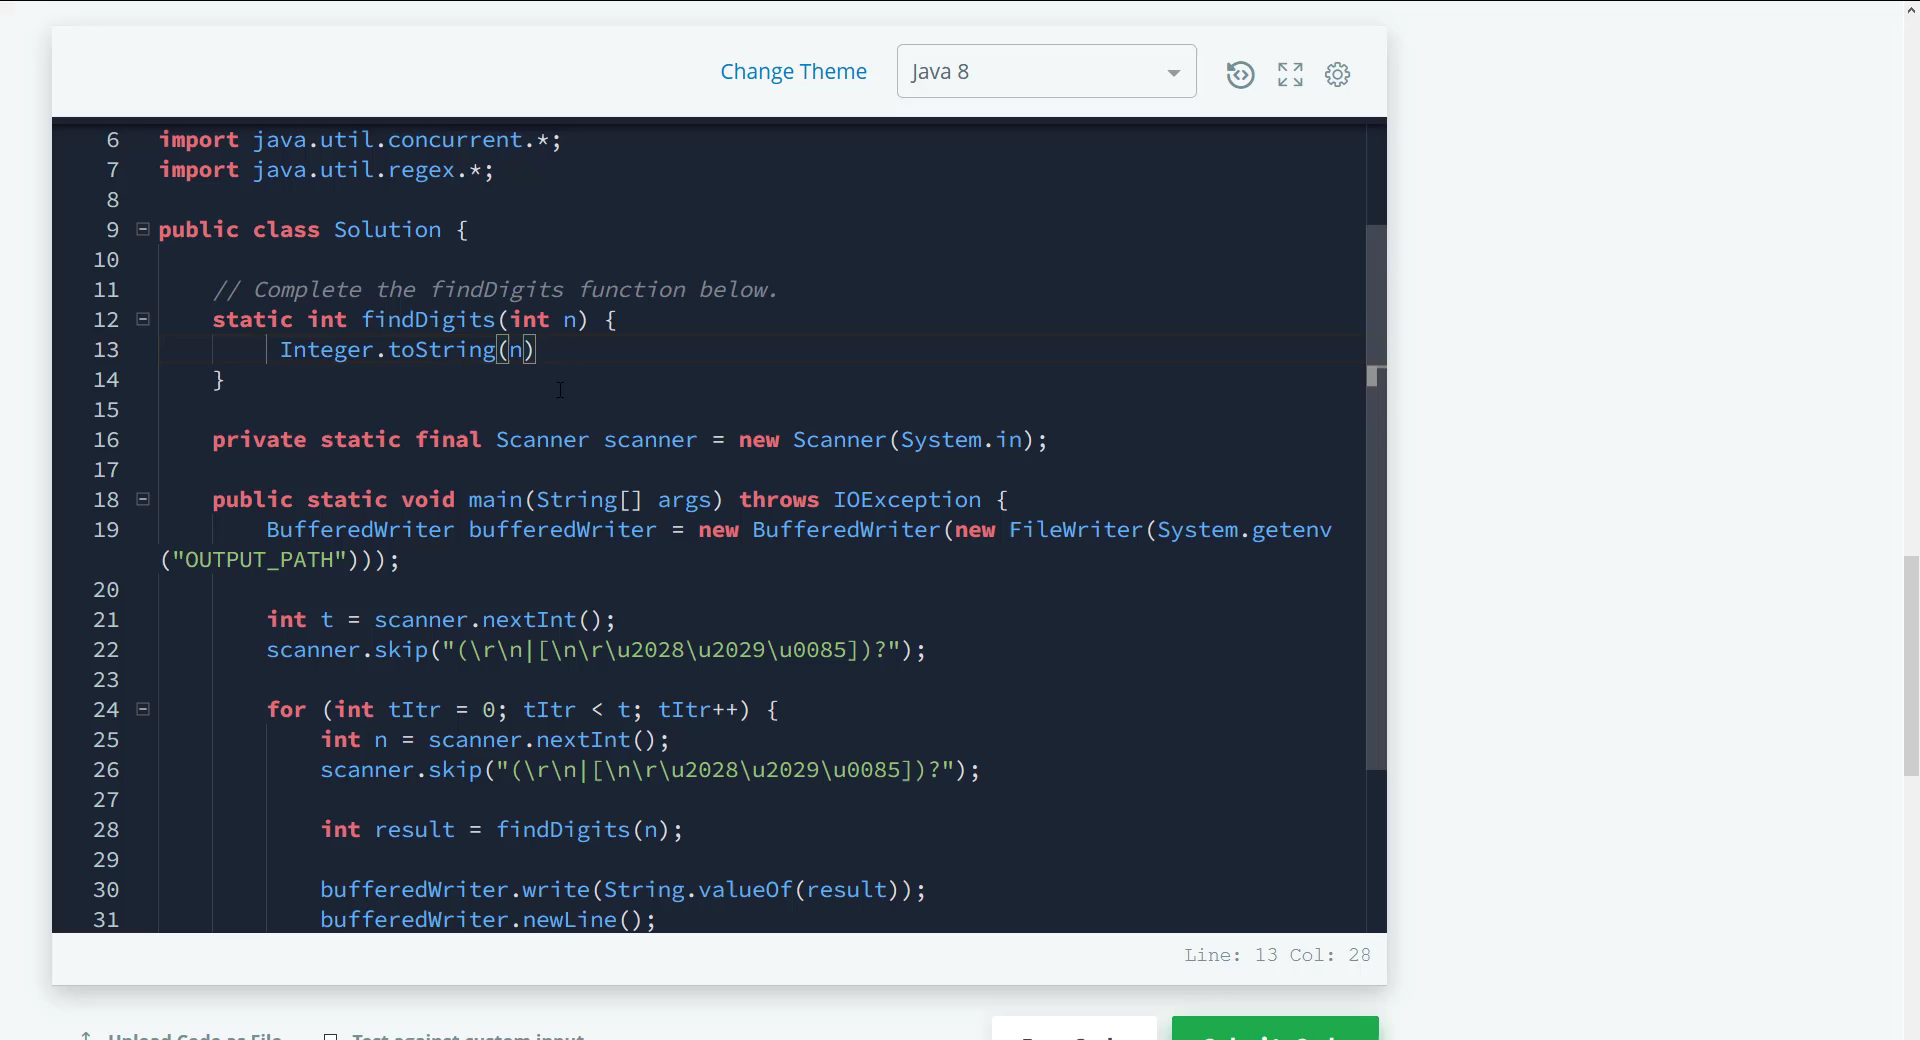 Change Theme
Java 8
6 import java.util.concurrent.*;
7 import java.util.regex.*;
8
9 public class Solution {
10
11 // Complete the findDigits function below.
12 static int findDigits(int n) {
13 Integer.toString(n)
14 }
15
16 private static final Scanner scanner = new Scanner(System.in);
17
18 public static void main(String[] args) throws IOException {
19 BufferedWriter bufferedWriter = new BufferedWriter(new FileWriter(System.getenv
("OUTPUT_PATH")));
20
21 int t = scanner.nextInt();
22 scanner.skip("(\r\n|[\n\r\u2028\u2029\u0085])?");
23
24 for (int tItr = 0; tItr < t; tItr++) {
25 int n = scanner.nextInt();
26 scanner.skip("(\r\n|[\n\r\u2028\u2029\u0085])?");
27
28 int result = findDigits(n);
29
30 bufferedWriter.write(String.valueOf(result));
31 bufferedWriter.newLine();
Line: 13 Col: 28
Upload Code as File
Test against custom input